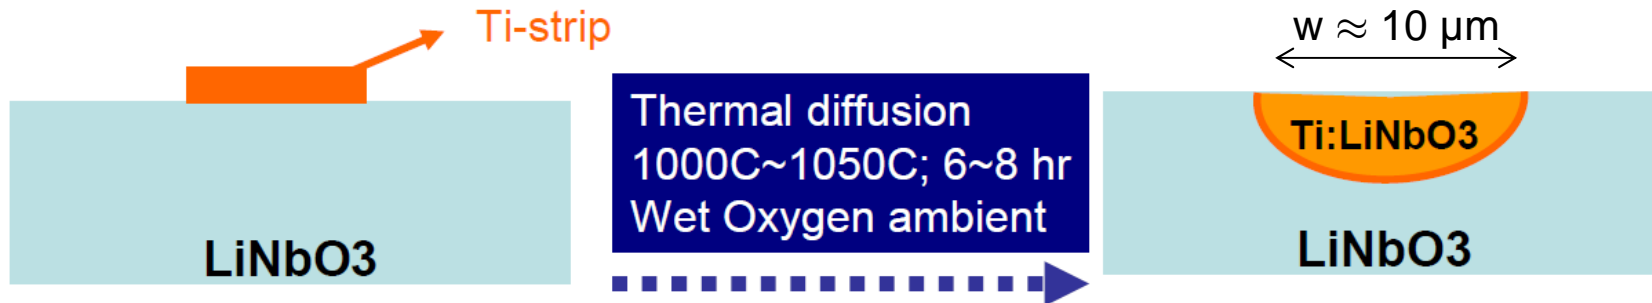 Ti-strip
LiNbO3
Thermal diffusion
1000C~1050C; 6~8 hr
Wet Oxygen ambient
w ≈ 10 µm
Ti:LiNbO3
LiNbO3